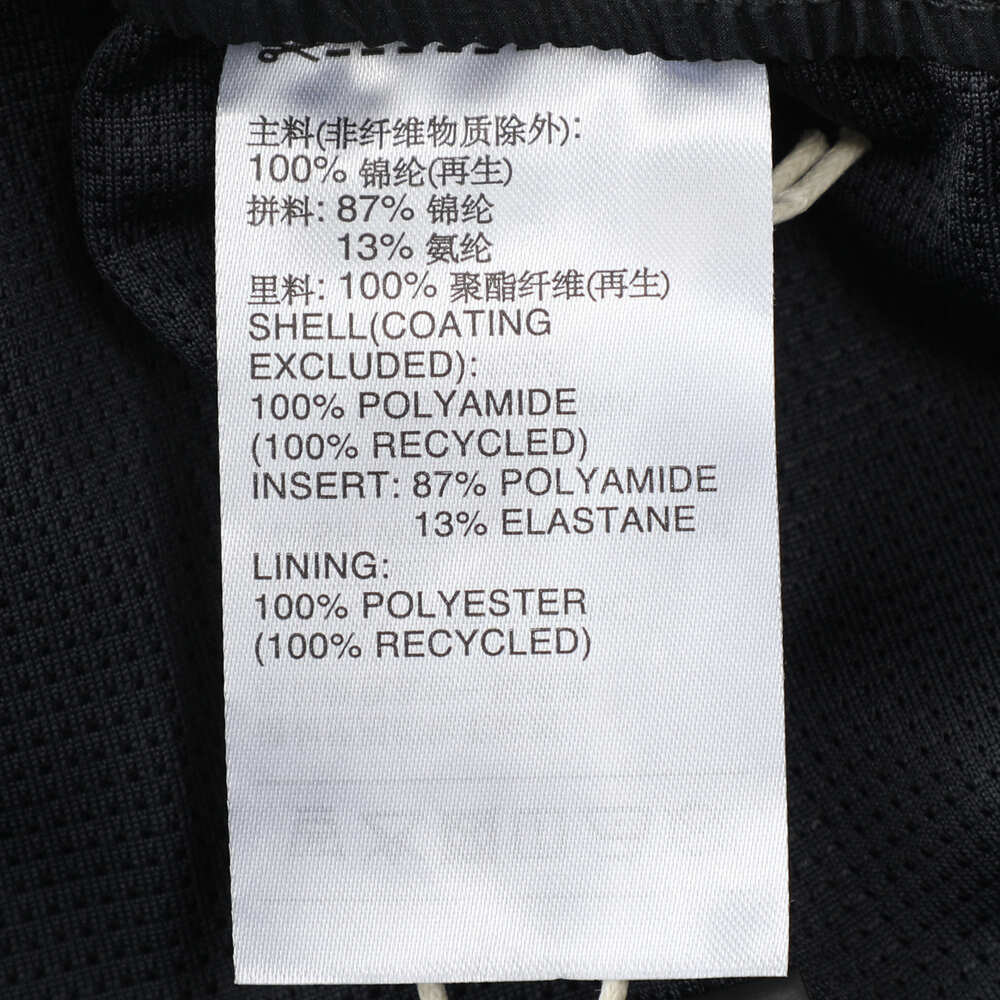 主料(非纤维物质除外):
100% 锦纶(再生)
拼料: 87% 锦纶
13% 氨纶
里料: 100% 聚酯纤维(再生)
SHELL(COATING
EXCLUDED):
100% POLYAMIDE
(100% RECYCLED)
INSERT: 87% POLYAMIDE
13% ELASTANE
LINING:
100% POLYESTER
(100% RECYCLED)